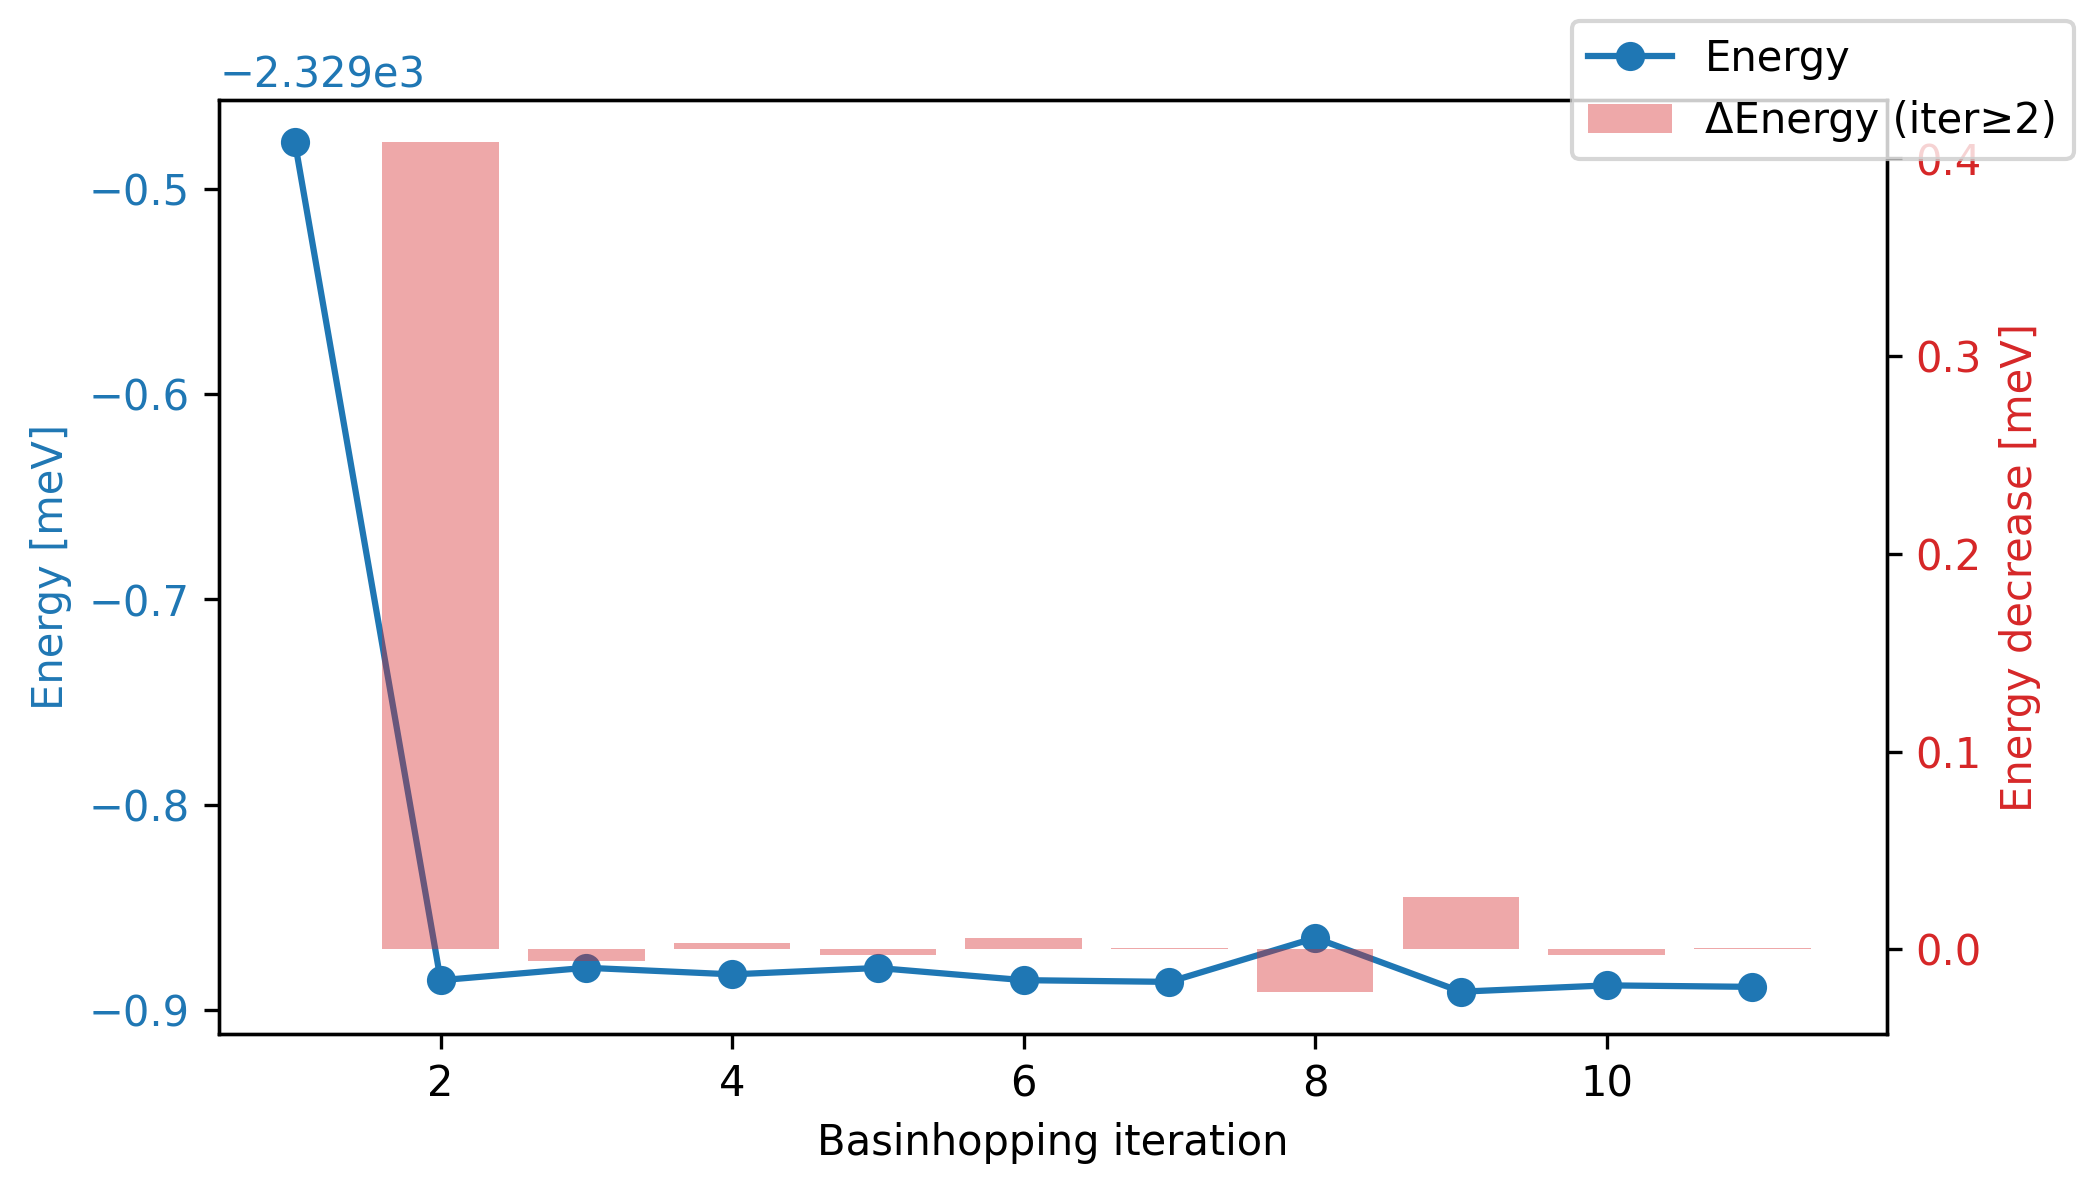 Energy
ΔEnergy (iter≥2)
−2.329e3
−0.5
−0.6
−0.7
−0.8
−0.9
Energy [meV]
0.4
0.3
0.2
0.1
0.0
Energy decrease [meV]
2 4 6 8 10
Basinhopping iteration